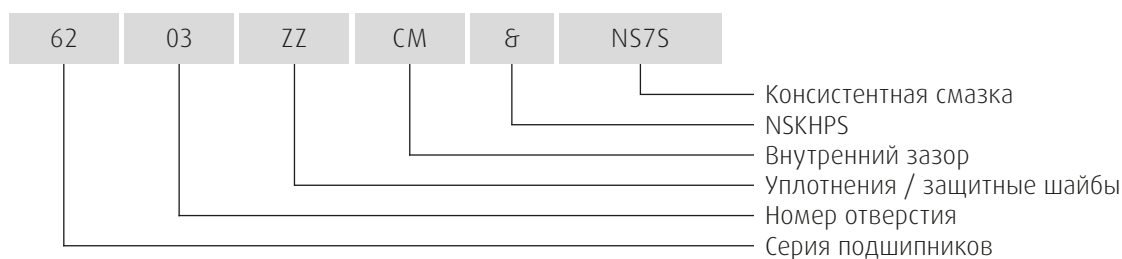 62 03 ZZ CM & NS7S
Консистентная смазка
NSKHPS
Внутренний зазор
Уплотнения / защитные шайбы
Номер отверстия
Серия подшипников